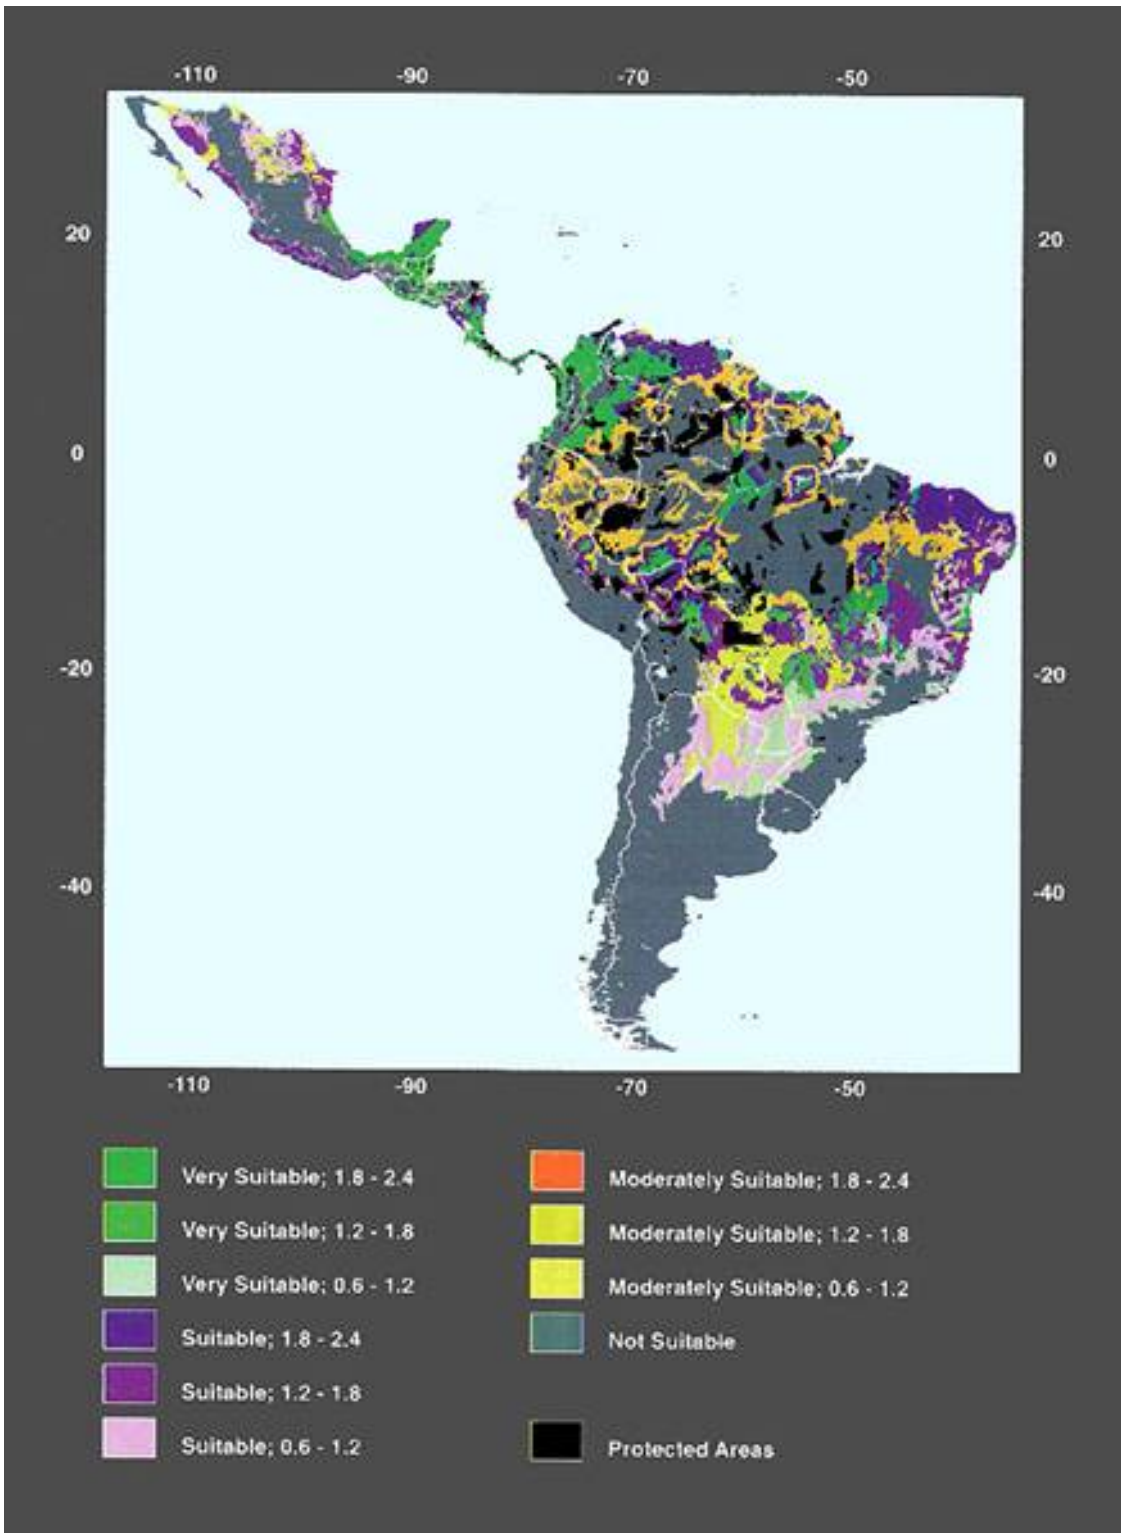 -110 -90 -70 -50
20 20
0 0
-20 -20
-40 -40
-110 -90 -70 -50
Very Suitable; 1.8 - 2.4
Very Suitable; 1.2 - 1.8
Very Suitable; 0.6 - 1.2
Suitable; 1.8 - 2.4
Suitable; 1.2 - 1.8
Suitable; 0.6 - 1.2
Moderately Suitable; 1.8 - 2.4
Moderately Suitable; 1.2 - 1.8
Moderately Suitable; 0.6 - 1.2
Not Suitable
Protected Areas